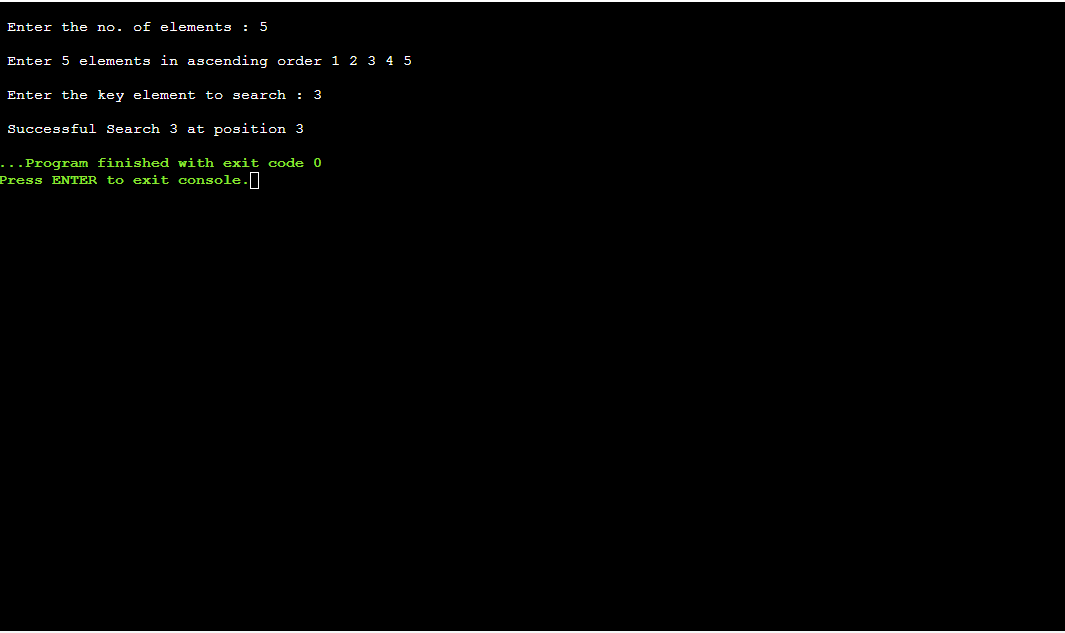 Enter the no. of elements : 5
Enter 5 elements in ascending order 1 2 3 4 5
Enter the key element to search : 3
Successful Search 3 at position 3
...Program finished with exit code 0
Press ENTER to exit console.